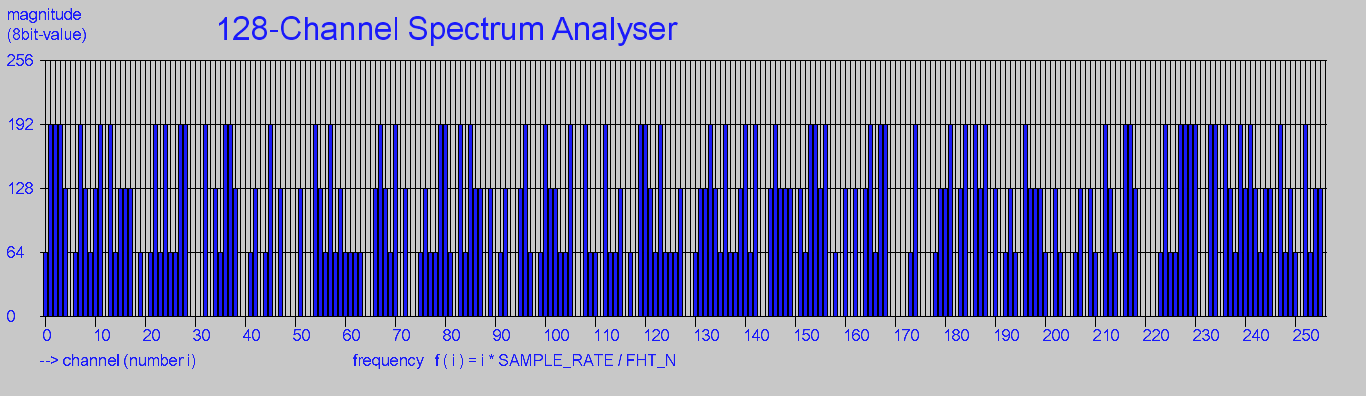 magnitude
(8bit-value)
128-Channel Spectrum Analyser
256
192
128
64
0
0 10 20 30 40 50 60 70 80 90 100 110 120 130 140 150 160 170 180 190 200 210 220 230 240 250
--> channel (number i) frequency f ( i ) = i * SAMPLE_RATE / FHT_N